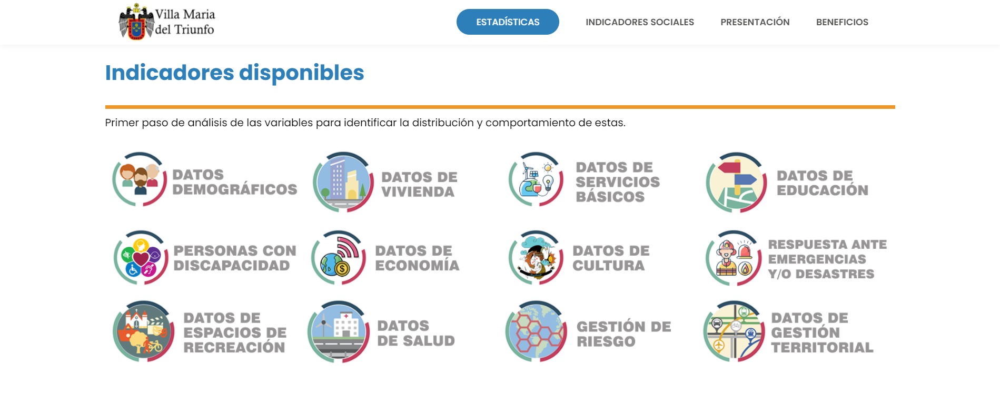 Villa Maria
del Triunfo
ESTADÍSTICAS
INDICADORES SOCIALES
PRESENTACIÓN
BENEFICIOS
Indicadores disponibles
Primer paso de análisis de las variables para identificar la distribución y comportamiento de estas.
DATOS
DEMOGRÁFICOS
DATOS DE
VIVIENDA
DATOS DE
SERVICIOS
BÁSICOS
DATOS DE
EDUCACIÓN
PERSONAS CON
DISCAPACIDAD
DATOS DE
ECONOMÍA
$
DATOS DE
CULTURA
RESPUESTA ANTE
EMERGENCIAS
Y/O DESASTRES
DATOS DE
ESPACIOS DE
RECREACIÓN
DATOS
DE SALUD
GESTIÓN DE
RIESGO
DATOS DE
GESTIÓN
TERRITORIAL